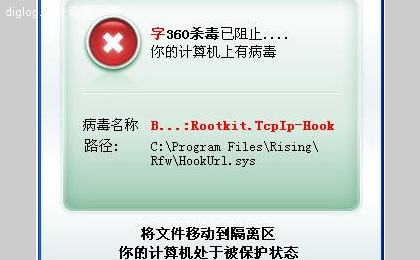 字360杀毒已阻止....
你的计算机上有病毒
病毒名称 B...:Rootkit.TcpIp-Hook
路径: C:\Program Files\Rising\
Rfw\HookUrl.sys
将文件移动到隔离区
你的计算机处于被保护状态